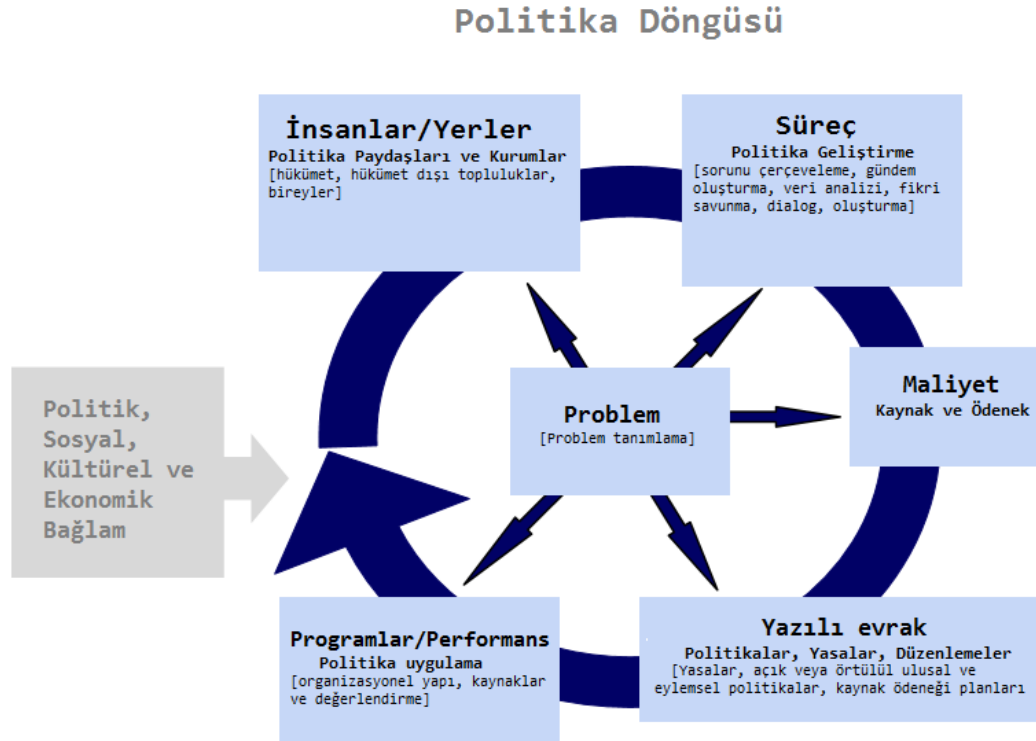 Politika Döngüsü
İnsanlar/Yerler
Politika Paydaşları ve Kurumlar
[hükümet, hükümet dışı topluluklar,
bireyler]
Süreç
Politika Geliştirme
[sorunu çerçeveleme, gündem
oluşturma, veri analizi, fikri
savunma, dialog, oluşturma]
Politik,
Sosyal,
Kültürel ve
Ekonomik
Bağlam
Problem
[Problem tanımlama]
Maliyet
Kaynak ve Ödenek
Programlar/Performans
Politika uygulama
[organizasyonel yapı, kaynaklar
ve değerlendirme]
Yazılı evrak
Politikalar, Yasalar, Düzenlemeler
[Yasalar, açık veya örtülül ulusal ve
eylemsel politikalar, kaynak ödeneği planları